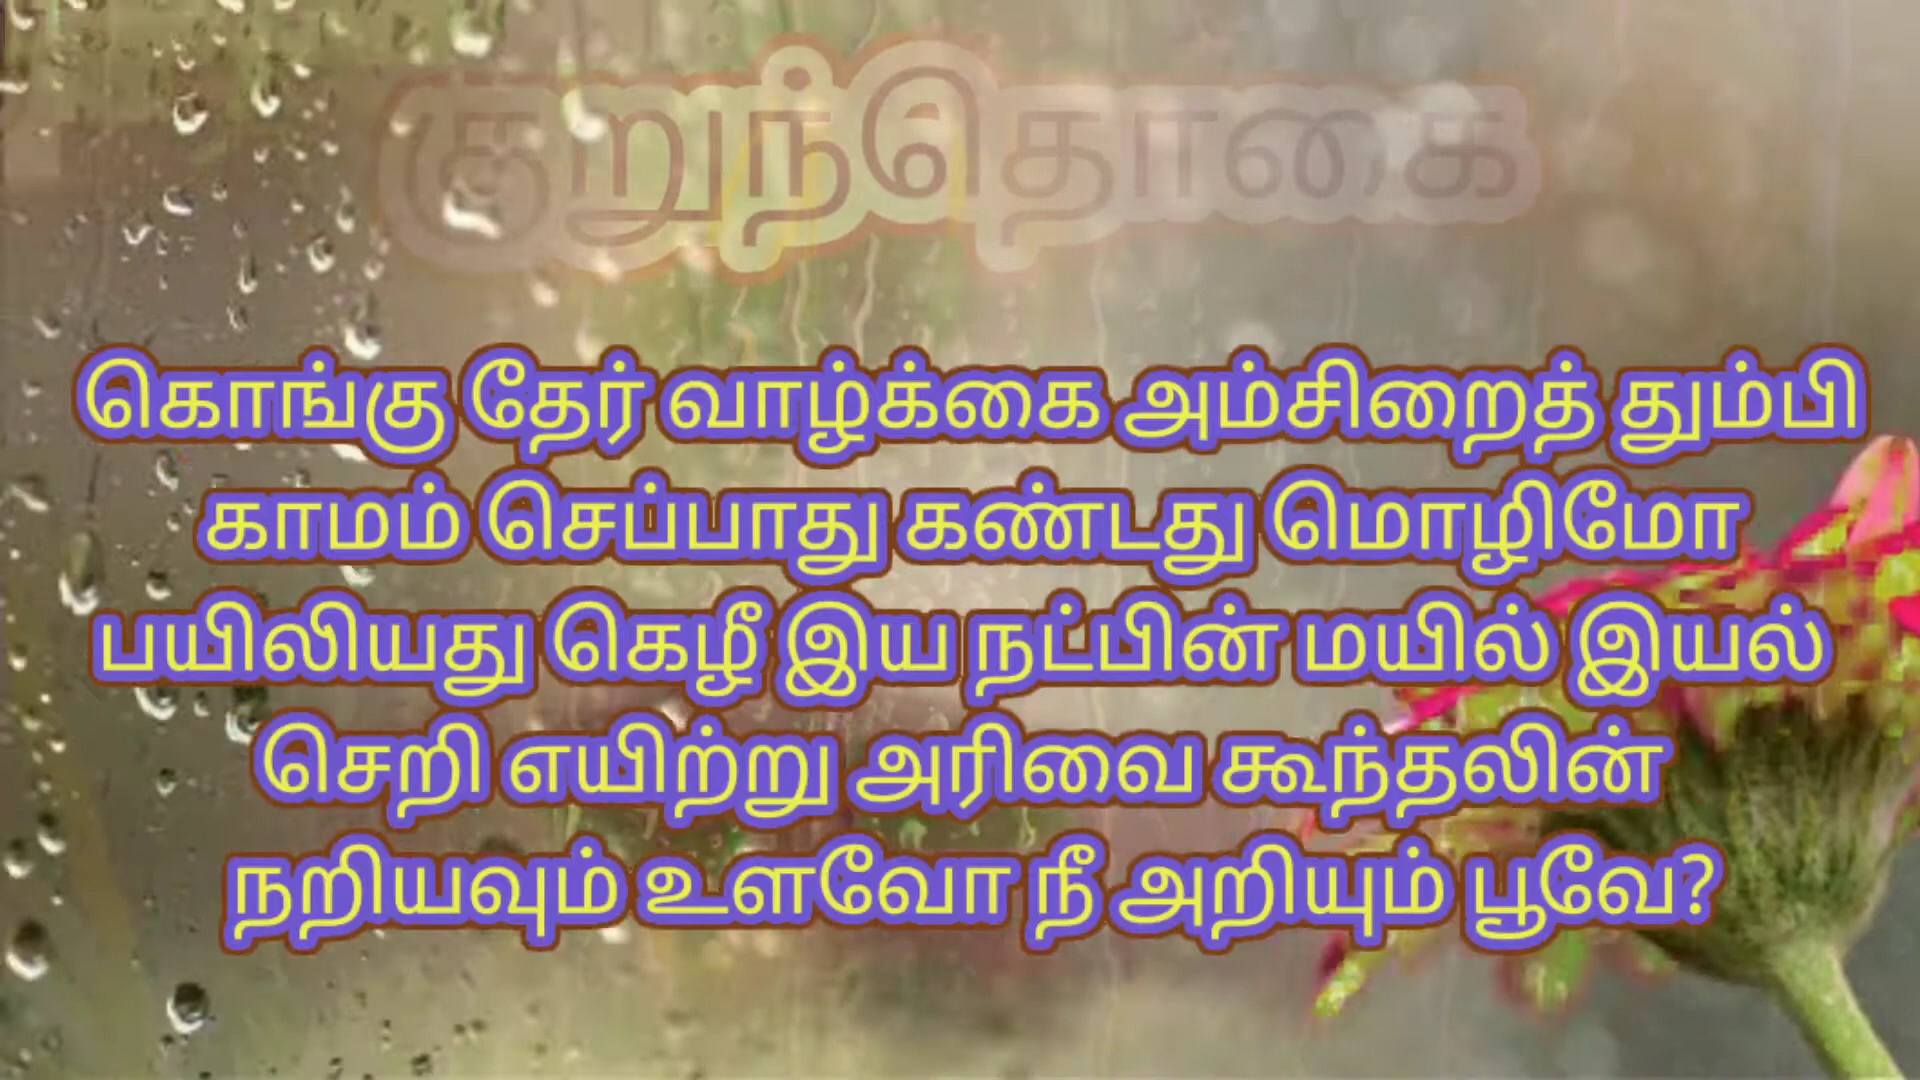 குறுந்தொகை
கொங்கு தேர் வாழ்க்கை அம்சிறைத் தும்பி
காமம் செப்பாது கண்டது மொழிமோ
பயிலியது கெழீ இய நட்பின் மயில் இயல்
செறி எயிற்று அரிவை கூந்தலின்
நறியவும் உளவோ நீ அறியும் பூவே?